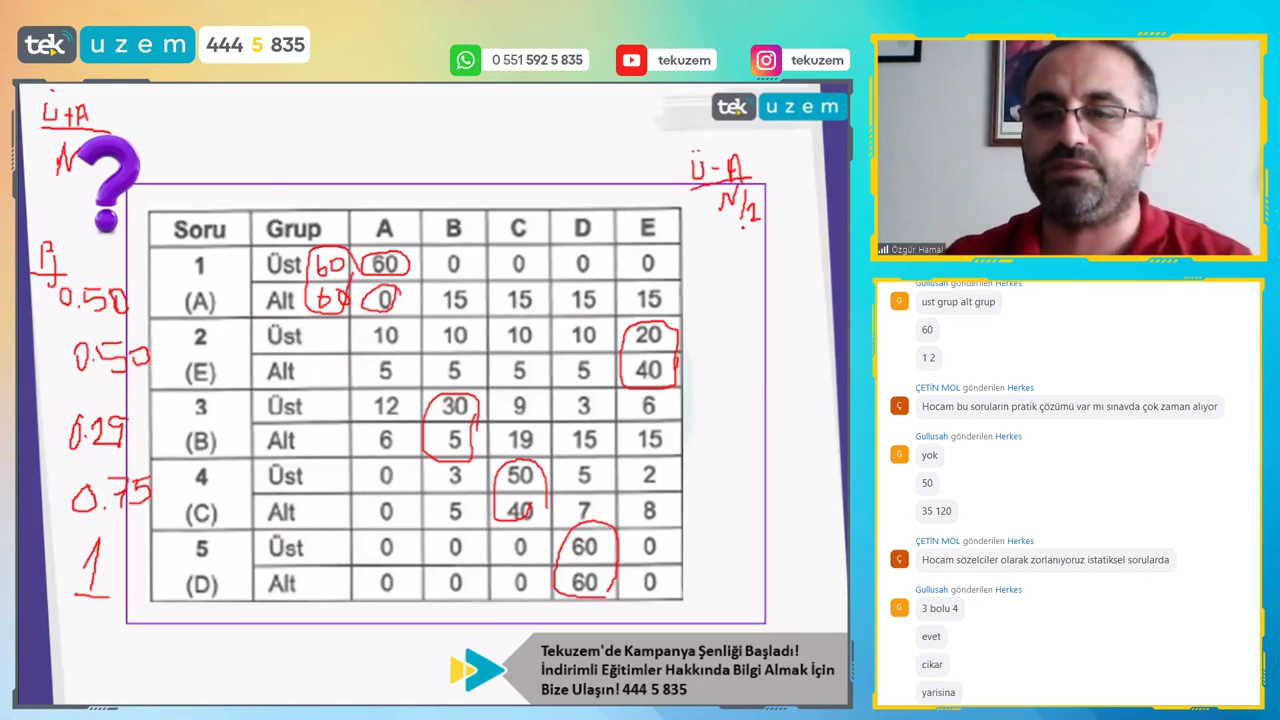 tek uzem 444 5 835
0 551 592 5 835 tekuzem tekuzem
tek uzem
Ü+A
N
Ü-A
N/2
Soru Grup A B C D E
1 Üst 60 60 0 0 0 0
(A) Alt 60 0 15 15 15 15
2 Üst 10 10 10 10 20
(E) Alt 5 5 5 5 40
3 Üst 12 30 9 3 6
(B) Alt 6 5 19 15 15
4 Üst 0 3 50 5 2
(C) Alt 0 5 40 7 8
5 Üst 0 0 0 60 0
(D) Alt 0 0 0 60 0
Pj
0.50
0.50
0.29
0.75
1
Tekuzem'de Kampanya Şenliği Başladı!
İndirimli Eğitimler Hakkında Bilgi Almak İçin
Bize Ulaşın! 444 5 835
Özgür Hamal
Gullusah gönderilen Herkes
G ust grup alt grup
60
1 2
ÇETİN MOL gönderilen Herkes
Ç Hocam bu soruların pratik çözümü var mı sınavda çok zaman alıyor
Gullusah gönderilen Herkes
G yok
50
35 120
ÇETİN MOL gönderilen Herkes
Ç Hocam sözelciler olarak zorlanıyoruz istatiksel sorularda
Gullusah gönderilen Herkes
G 3 bolu 4
evet
cikar
yarisina